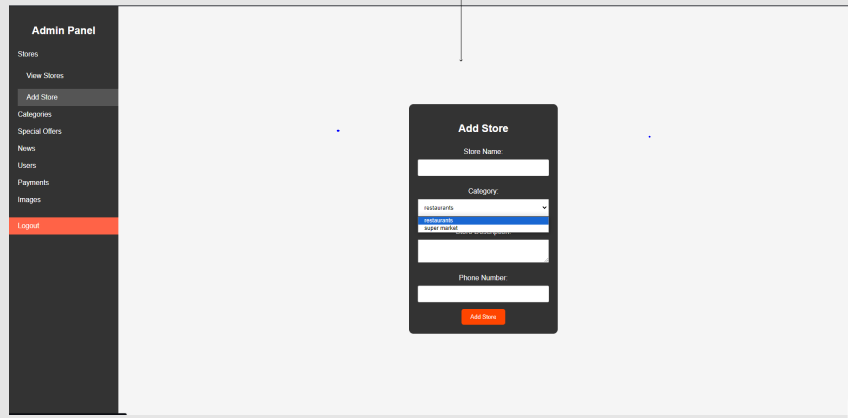 Admin Panel
Stores
View Stores
Add Store
Categories
Special Offers
News
Users
Payments
Images
Logout
Add Store
Store Name:
Category:
restaurants
restaurants
super market
Phone Number:
Add Store